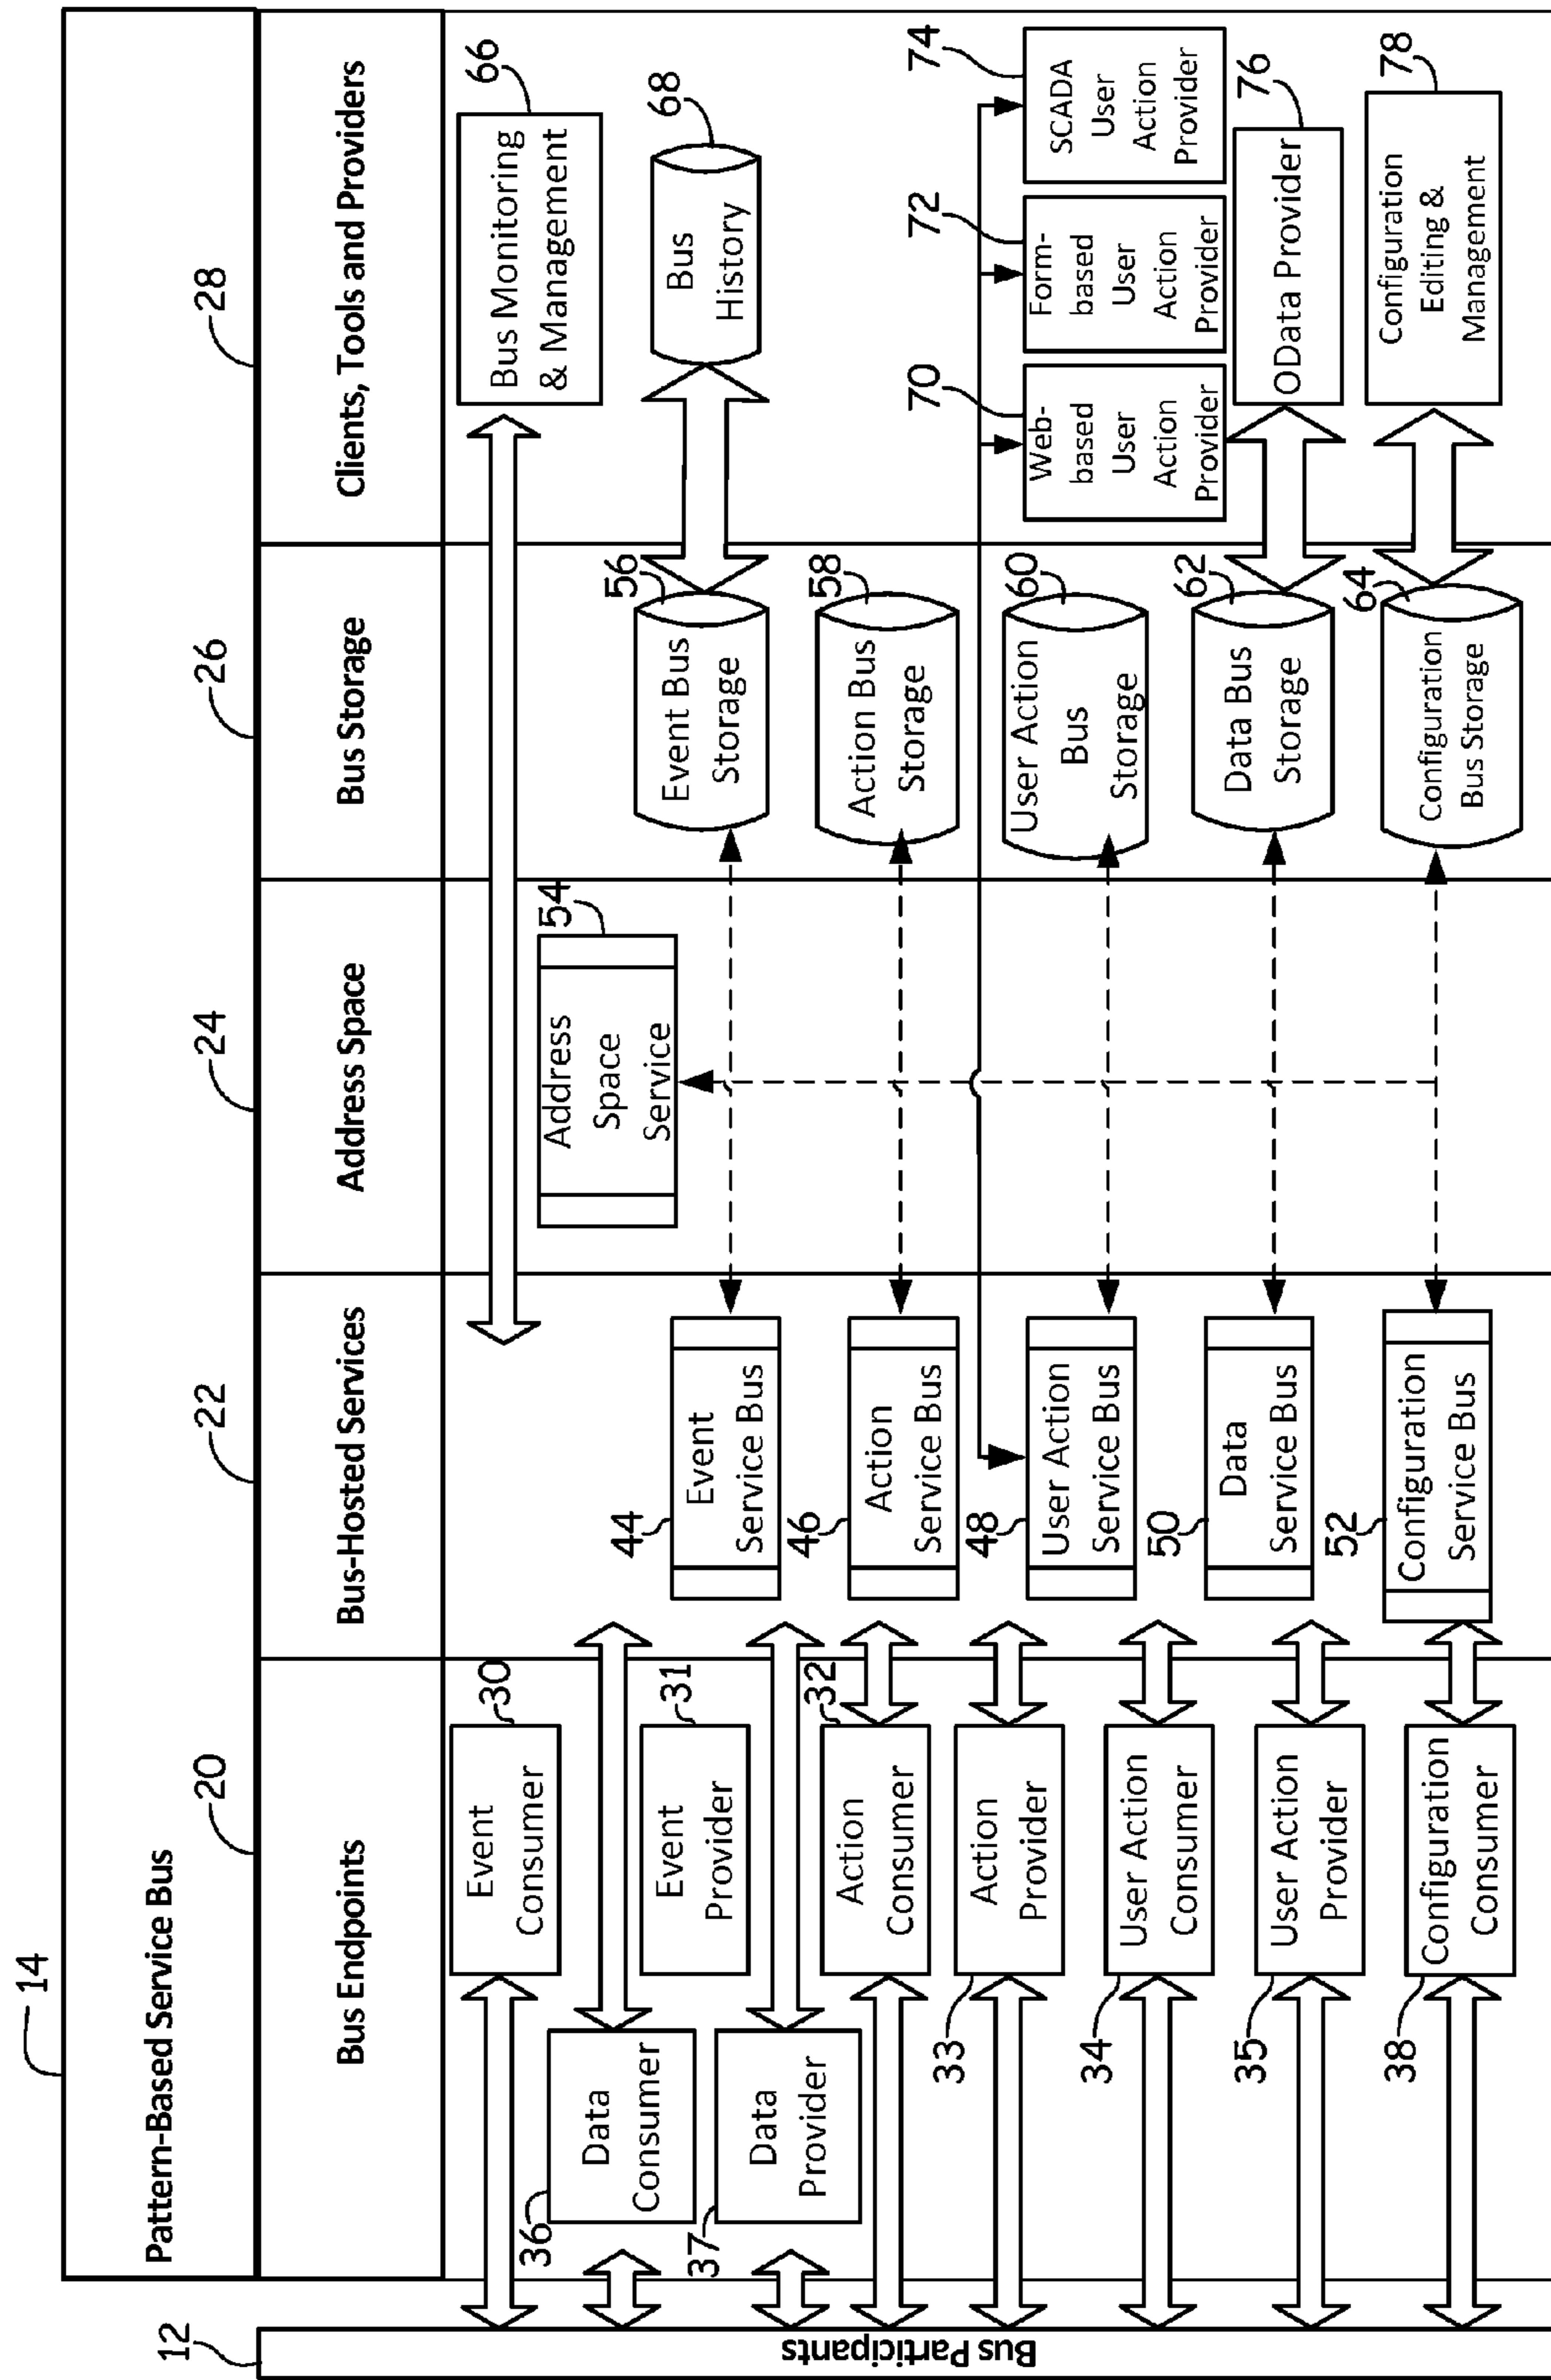 14
Pattern-Based Service Bus
12
Bus Participants
20
22
24
26
28
Bus Endpoints
Bus-Hosted Services
Address Space
Bus Storage
Clients, Tools and Providers
30
Event
Consumer
36
Data
Consumer
31
Event
Provider
37
Data
Provider
32
Action
Consumer
33
Action
Provider
34
User Action
Consumer
35
User Action
Provider
38
Configuration
Consumer
44
Event
Service Bus
46
Action
Service Bus
48
User Action
Service Bus
50
Data
Service Bus
52
Configuration
Service Bus
54
Address
Space
Service
56
Event Bus
Storage
58
Action Bus
Storage
60
User Action
Bus
Storage
62
Data Bus
Storage
64
Configuration
Bus Storage
66
Bus Monitoring
& Management
68
Bus
History
70
Web-
based
User
Action
Provider
72
Form-
based
User
Action
Provider
74
SCADA
User
Action
Provider
76
OData Provider
78
Configuration
Editing &
Management